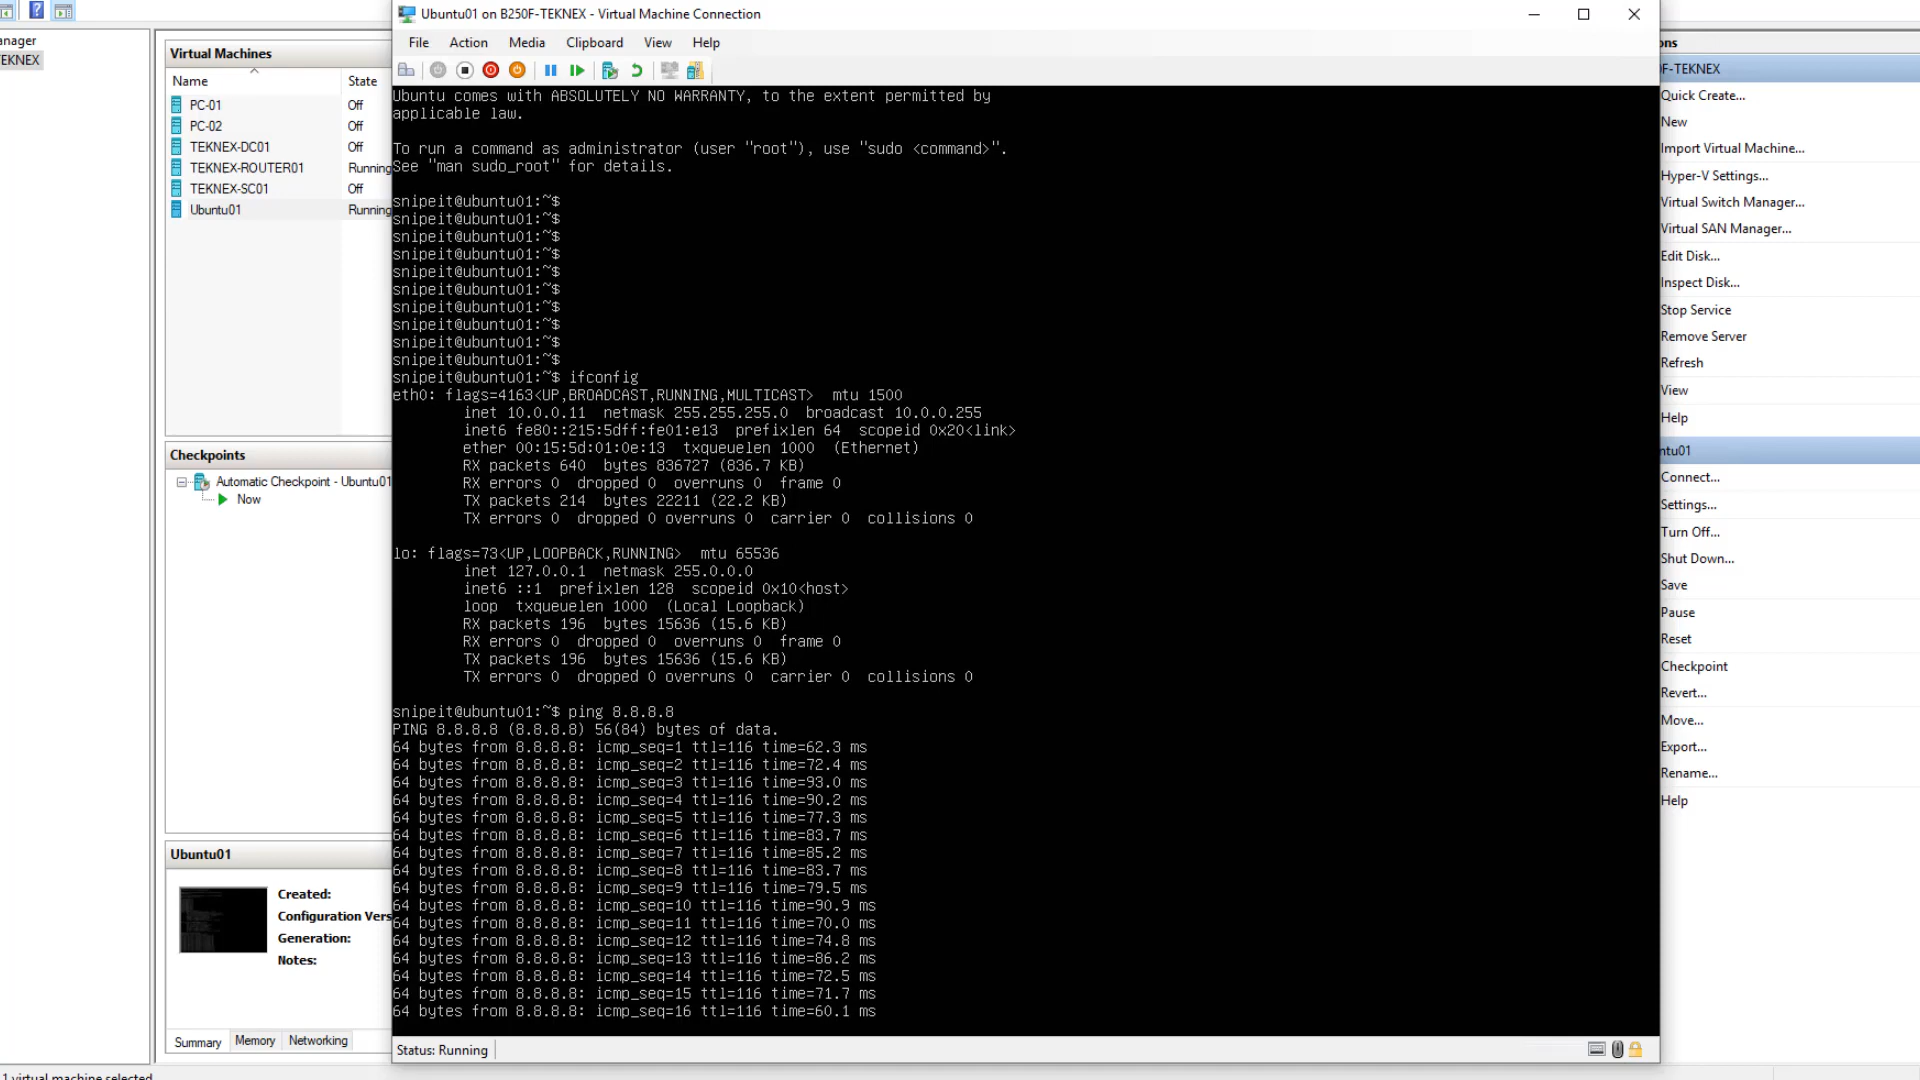 Ubuntu01 on B250F-TEKNEX - Virtual Machine Connection
File Action Media Clipboard View Help
anager
TEKNEX
Virtual Machines
Name State
PC-01 Off
PC-02 Off
TEKNEX-DC01 Off
TEKNEX-ROUTER01 Running
TEKNEX-SC01 Off
Ubuntu01 Running
Checkpoints
Automatic Checkpoint - Ubuntu01
Now
Ubuntu01
Created:
Configuration Vers
Generation:
Notes:
Summary Memory Networking
1 virtual machine selected.
Ubuntu comes with ABSOLUTELY NO WARRANTY, to the extent permitted by
applicable law.
To run a command as administrator (user "root"), use "sudo <command>".
See "man sudo_root" for details.
snipeit@ubuntu01:~$
snipeit@ubuntu01:~$
snipeit@ubuntu01:~$
snipeit@ubuntu01:~$
snipeit@ubuntu01:~$
snipeit@ubuntu01:~$
snipeit@ubuntu01:~$
snipeit@ubuntu01:~$
snipeit@ubuntu01:~$
snipeit@ubuntu01:~$
snipeit@ubuntu01:~$ ifconfig
eth0: flags=4163<UP,BROADCAST,RUNNING,MULTICAST> mtu 1500
inet 10.0.0.11 netmask 255.255.255.0 broadcast 10.0.0.255
inet6 fe80::215:5dff:fe01:e13 prefixlen 64 scopeid 0x20<link>
ether 00:15:5d:01:0e:13 txqueuelen 1000 (Ethernet)
RX packets 640 bytes 836727 (836.7 KB)
RX errors 0 dropped 0 overruns 0 frame 0
TX packets 214 bytes 22211 (22.2 KB)
TX errors 0 dropped 0 overruns 0 carrier 0 collisions 0
lo: flags=73<UP,LOOPBACK,RUNNING> mtu 65536
inet 127.0.0.1 netmask 255.0.0.0
inet6 ::1 prefixlen 128 scopeid 0x10<host>
loop txqueuelen 1000 (Local Loopback)
RX packets 196 bytes 15636 (15.6 KB)
RX errors 0 dropped 0 overruns 0 frame 0
TX packets 196 bytes 15636 (15.6 KB)
TX errors 0 dropped 0 overruns 0 carrier 0 collisions 0
snipeit@ubuntu01:~$ ping 8.8.8.8
PING 8.8.8.8 (8.8.8.8) 56(84) bytes of data.
64 bytes from 8.8.8.8: icmp_seq=1 ttl=116 time=62.3 ms
64 bytes from 8.8.8.8: icmp_seq=2 ttl=116 time=72.4 ms
64 bytes from 8.8.8.8: icmp_seq=3 ttl=116 time=93.0 ms
64 bytes from 8.8.8.8: icmp_seq=4 ttl=116 time=90.2 ms
64 bytes from 8.8.8.8: icmp_seq=5 ttl=116 time=77.3 ms
64 bytes from 8.8.8.8: icmp_seq=6 ttl=116 time=83.7 ms
64 bytes from 8.8.8.8: icmp_seq=7 ttl=116 time=85.2 ms
64 bytes from 8.8.8.8: icmp_seq=8 ttl=116 time=83.7 ms
64 bytes from 8.8.8.8: icmp_seq=9 ttl=116 time=79.5 ms
64 bytes from 8.8.8.8: icmp_seq=10 ttl=116 time=90.9 ms
64 bytes from 8.8.8.8: icmp_seq=11 ttl=116 time=70.0 ms
64 bytes from 8.8.8.8: icmp_seq=12 ttl=116 time=74.8 ms
64 bytes from 8.8.8.8: icmp_seq=13 ttl=116 time=86.2 ms
64 bytes from 8.8.8.8: icmp_seq=14 ttl=116 time=72.5 ms
64 bytes from 8.8.8.8: icmp_seq=15 ttl=116 time=71.7 ms
64 bytes from 8.8.8.8: icmp_seq=16 ttl=116 time=60.1 ms
Status: Running
ons
F-TEKNEX
Quick Create...
New
Import Virtual Machine...
Hyper-V Settings...
Virtual Switch Manager...
Virtual SAN Manager...
Edit Disk...
Inspect Disk...
Stop Service
Remove Server
Refresh
View
Help
ntu01
Connect...
Settings...
Turn Off...
Shut Down...
Save
Pause
Reset
Checkpoint
Revert...
Move...
Export...
Rename...
Help